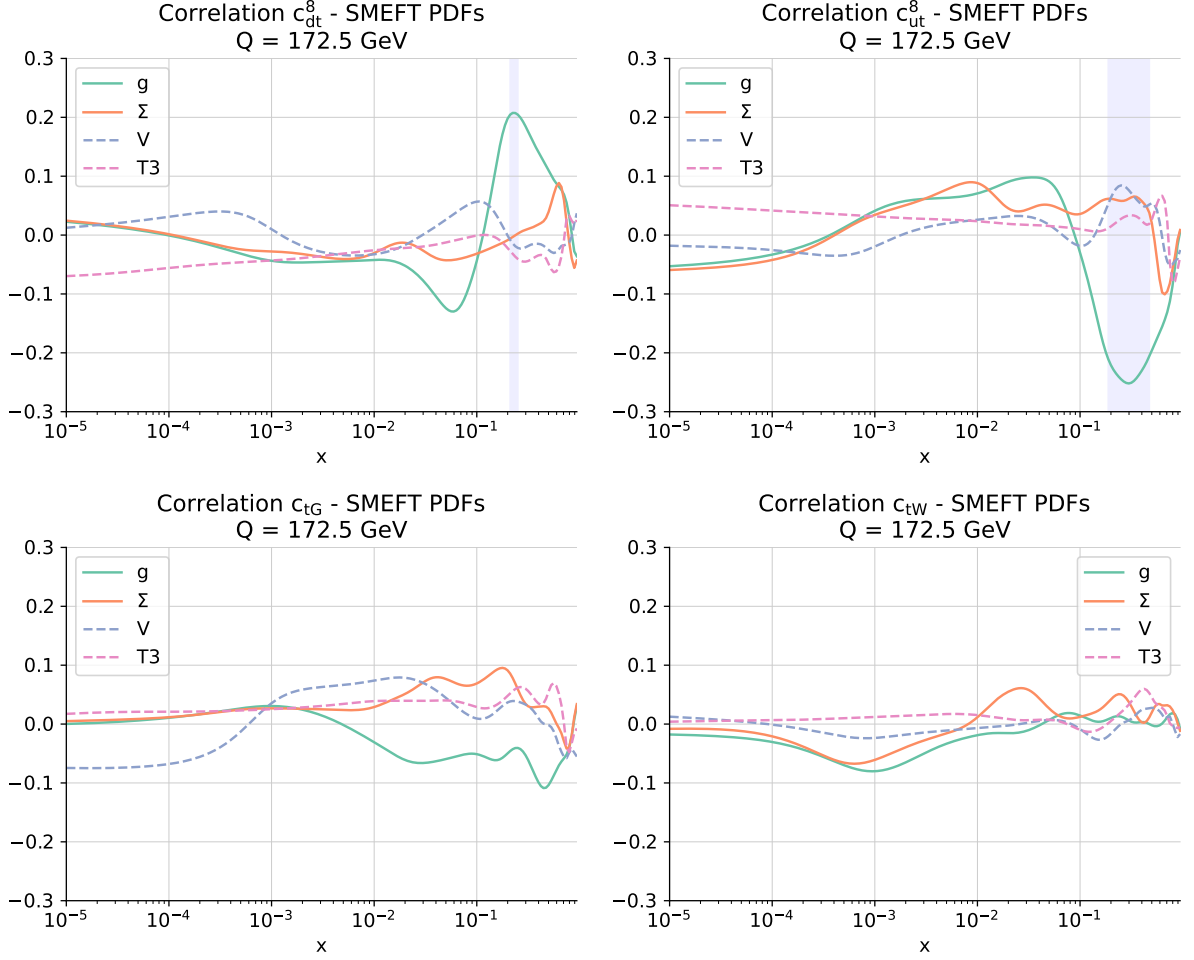 Correlation c_dt^8 - SMEFT PDFs
Q = 172.5 GeV
0.3
0.2
0.1
0.0
−0.1
−0.2
−0.3
g
Σ
V
T3
10^−5
10^−4
10^−3
10^−2
10^−1
x
Correlation c_ut^8 - SMEFT PDFs
Q = 172.5 GeV
0.3
0.2
0.1
0.0
−0.1
−0.2
−0.3
g
Σ
V
T3
10^−5
10^−4
10^−3
10^−2
10^−1
x
Correlation c_tG - SMEFT PDFs
Q = 172.5 GeV
0.3
0.2
0.1
0.0
−0.1
−0.2
−0.3
g
Σ
V
T3
10^−5
10^−4
10^−3
10^−2
10^−1
x
Correlation c_tW - SMEFT PDFs
Q = 172.5 GeV
0.3
0.2
0.1
0.0
−0.1
−0.2
−0.3
g
Σ
V
T3
10^−5
10^−4
10^−3
10^−2
10^−1
x